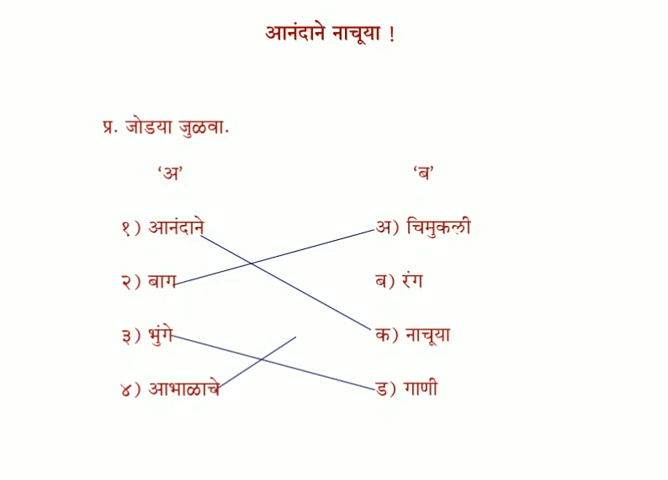 आनंदाने नाचूया !
प्र. जोडया जुळवा.
‘अ’ ‘ब’
१) आनंदाने अ) चिमुकली
२) बाग ब) रंग
३) भुंगे क) नाचूया
४) आभाळाचे ड) गाणी